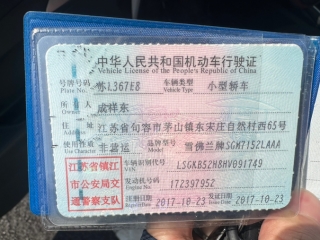 中华人民共和国机动车行驶证
Vehicle License of the People's Republic of China
号牌号码 苏L367E8 车辆类型 小型轿车
Plate No. Vehicle Type
所有人 成祥东
Owner
住址 江苏省句容市茅山镇东宋庄自然村西65号
Address
使用性质 非营运 品牌型号 雪佛兰牌SGM7152LAAA
Use Character Model
江苏省镇江
市公安局交
通警察支队
车辆识别代号 LSGKB52H8HV091749
VIN
发动机号码 172397952
Engine No.
注册日期 2017-10-23 发证日期 2017-10-23
Register Date Issue Date